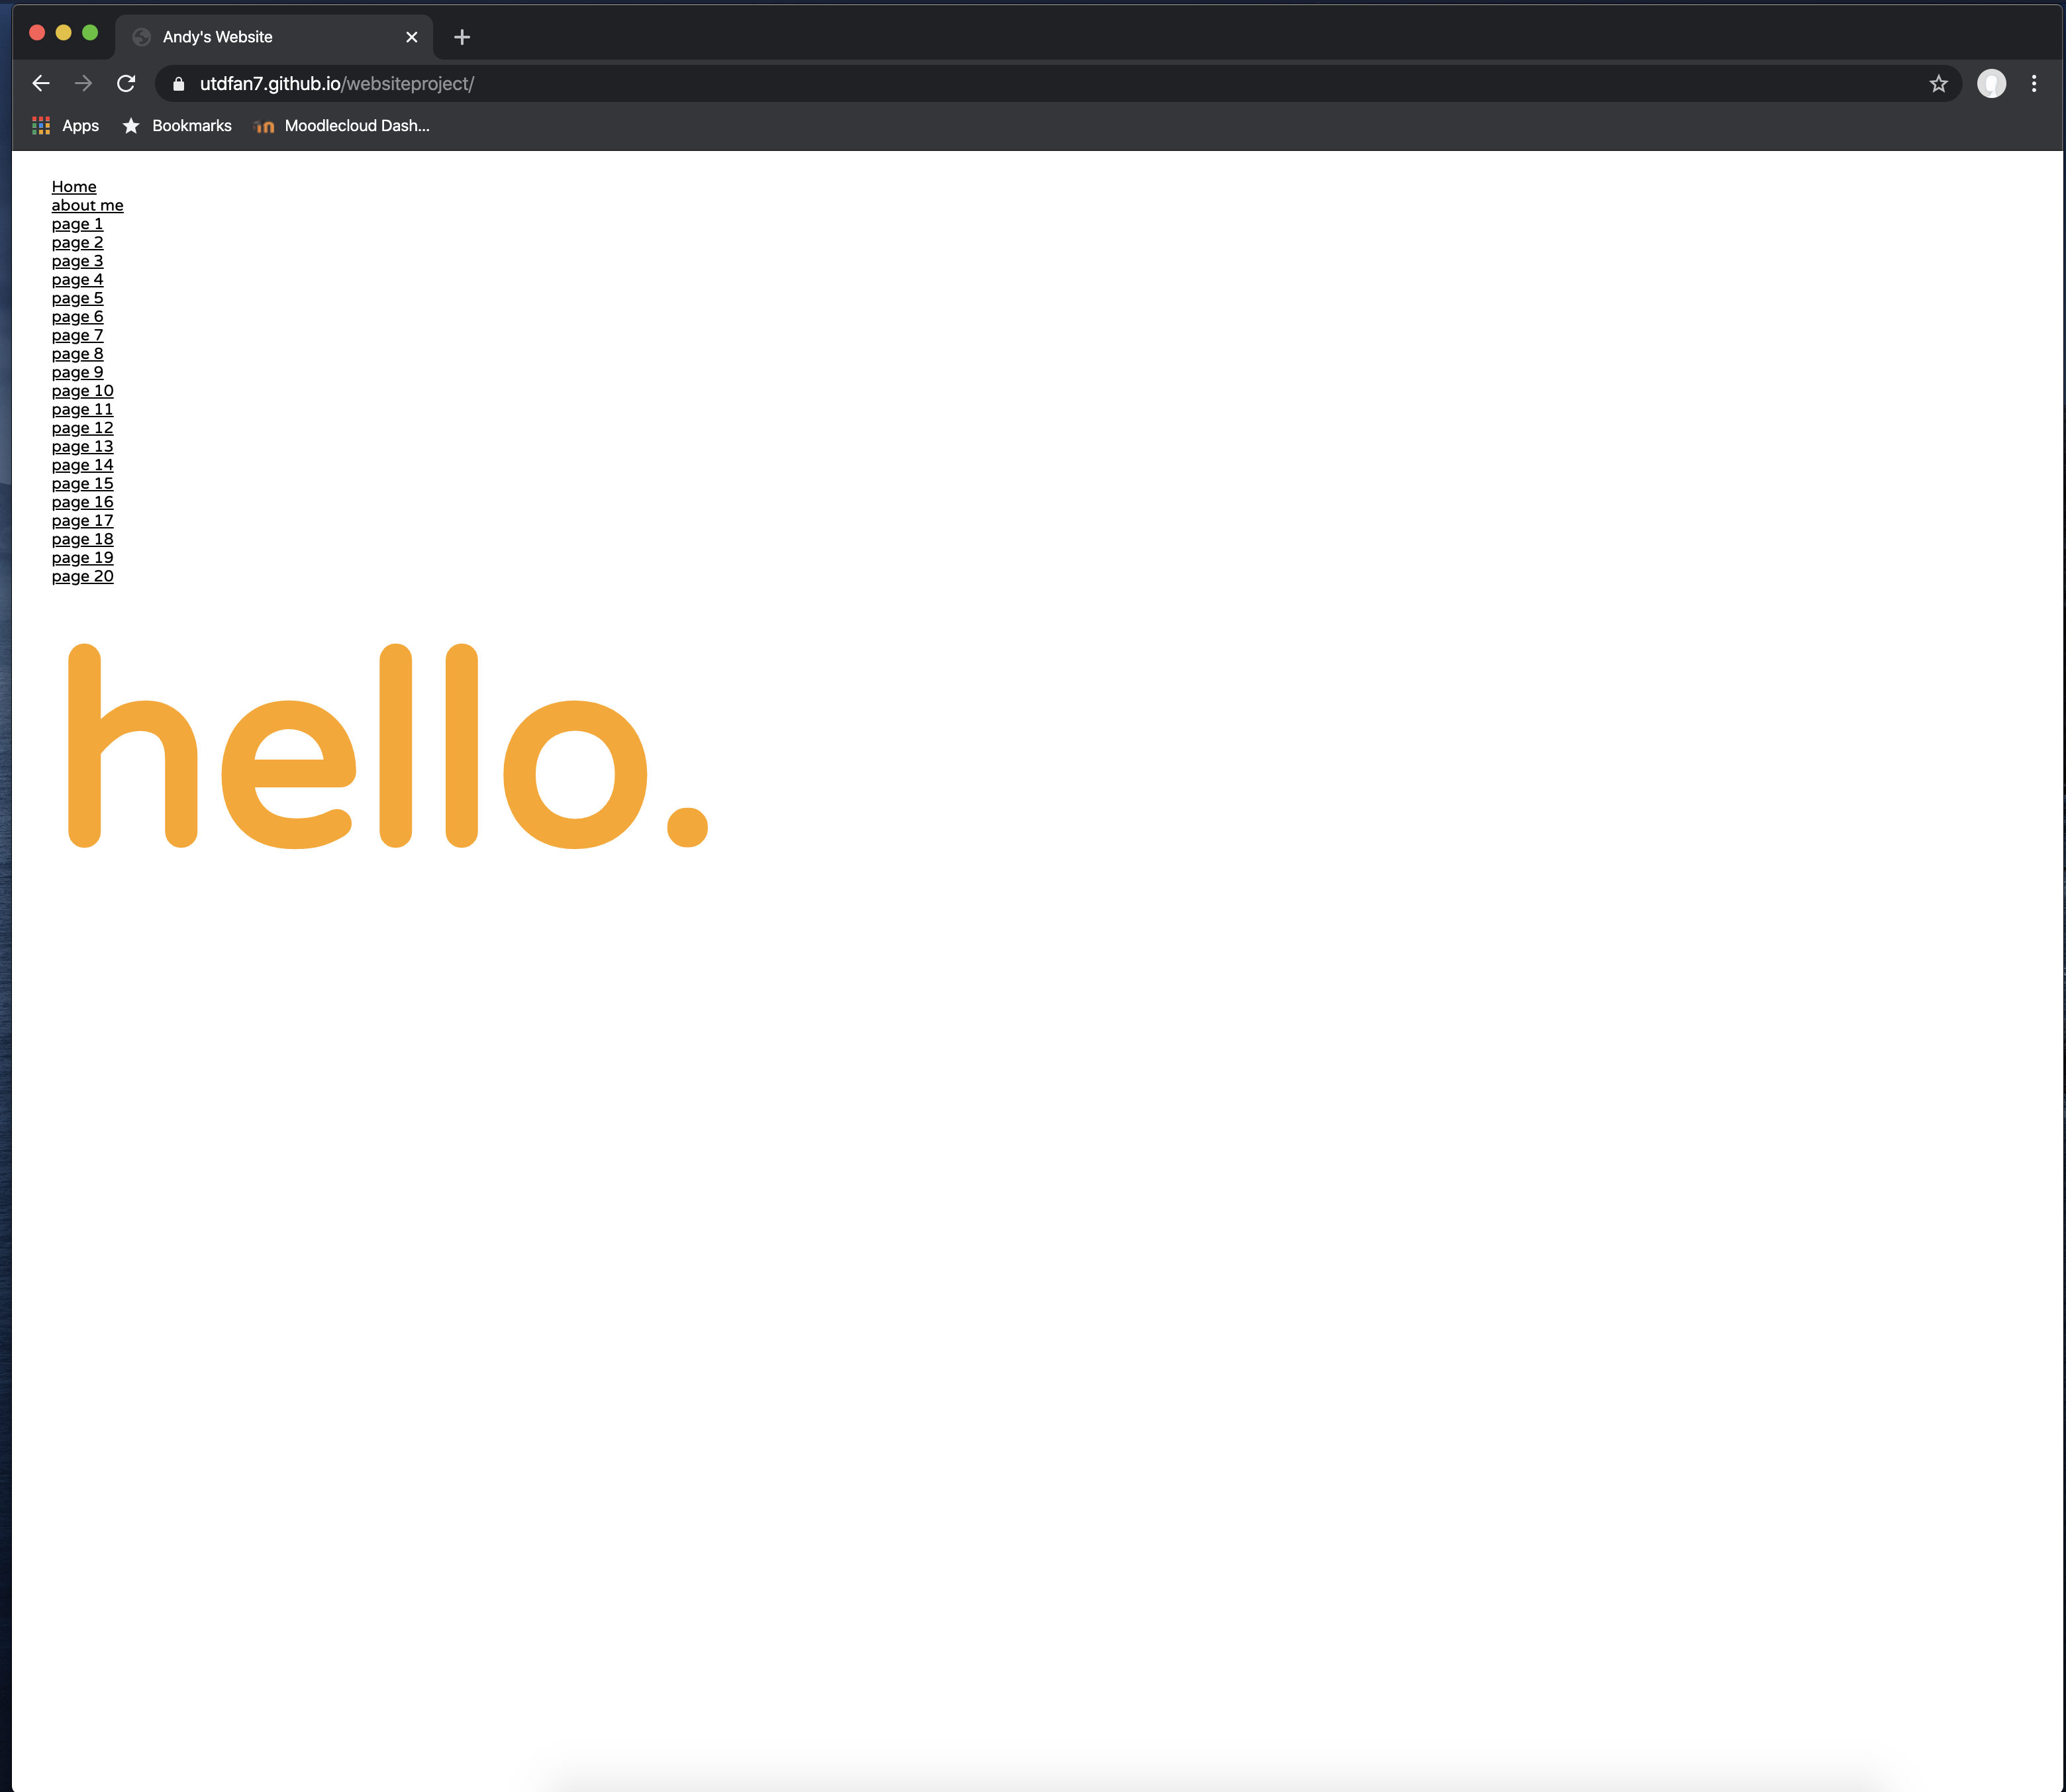 Andy's Website
utdfan7.github.io/websiteproject/
Apps Bookmarks Moodlecloud Dash...
Home
about me
page 1
page 2
page 3
page 4
page 5
page 6
page 7
page 8
page 9
page 10
page 11
page 12
page 13
page 14
page 15
page 16
page 17
page 18
page 19
page 20
hello.